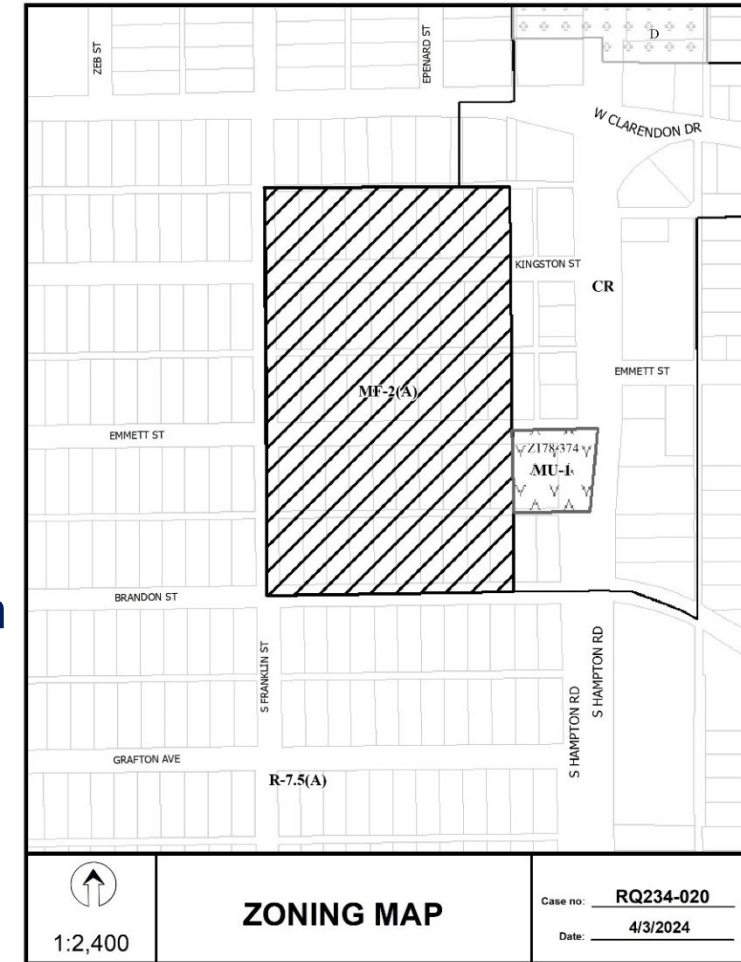 D
ZEB ST
EPENARD ST
W CLARENDON DR
KINGSTON ST
CR
EMMETT ST
MF-2(A)
EMMETT ST
Z178-374
MU-1
BRANDON ST
S FRANKLIN ST
S HAMPTON RD
S HAMPTON RD
GRAFTON AVE
R-7.5(A)
1:2,400
ZONING MAP
Case no: RQ234-020
Date: 4/3/2024